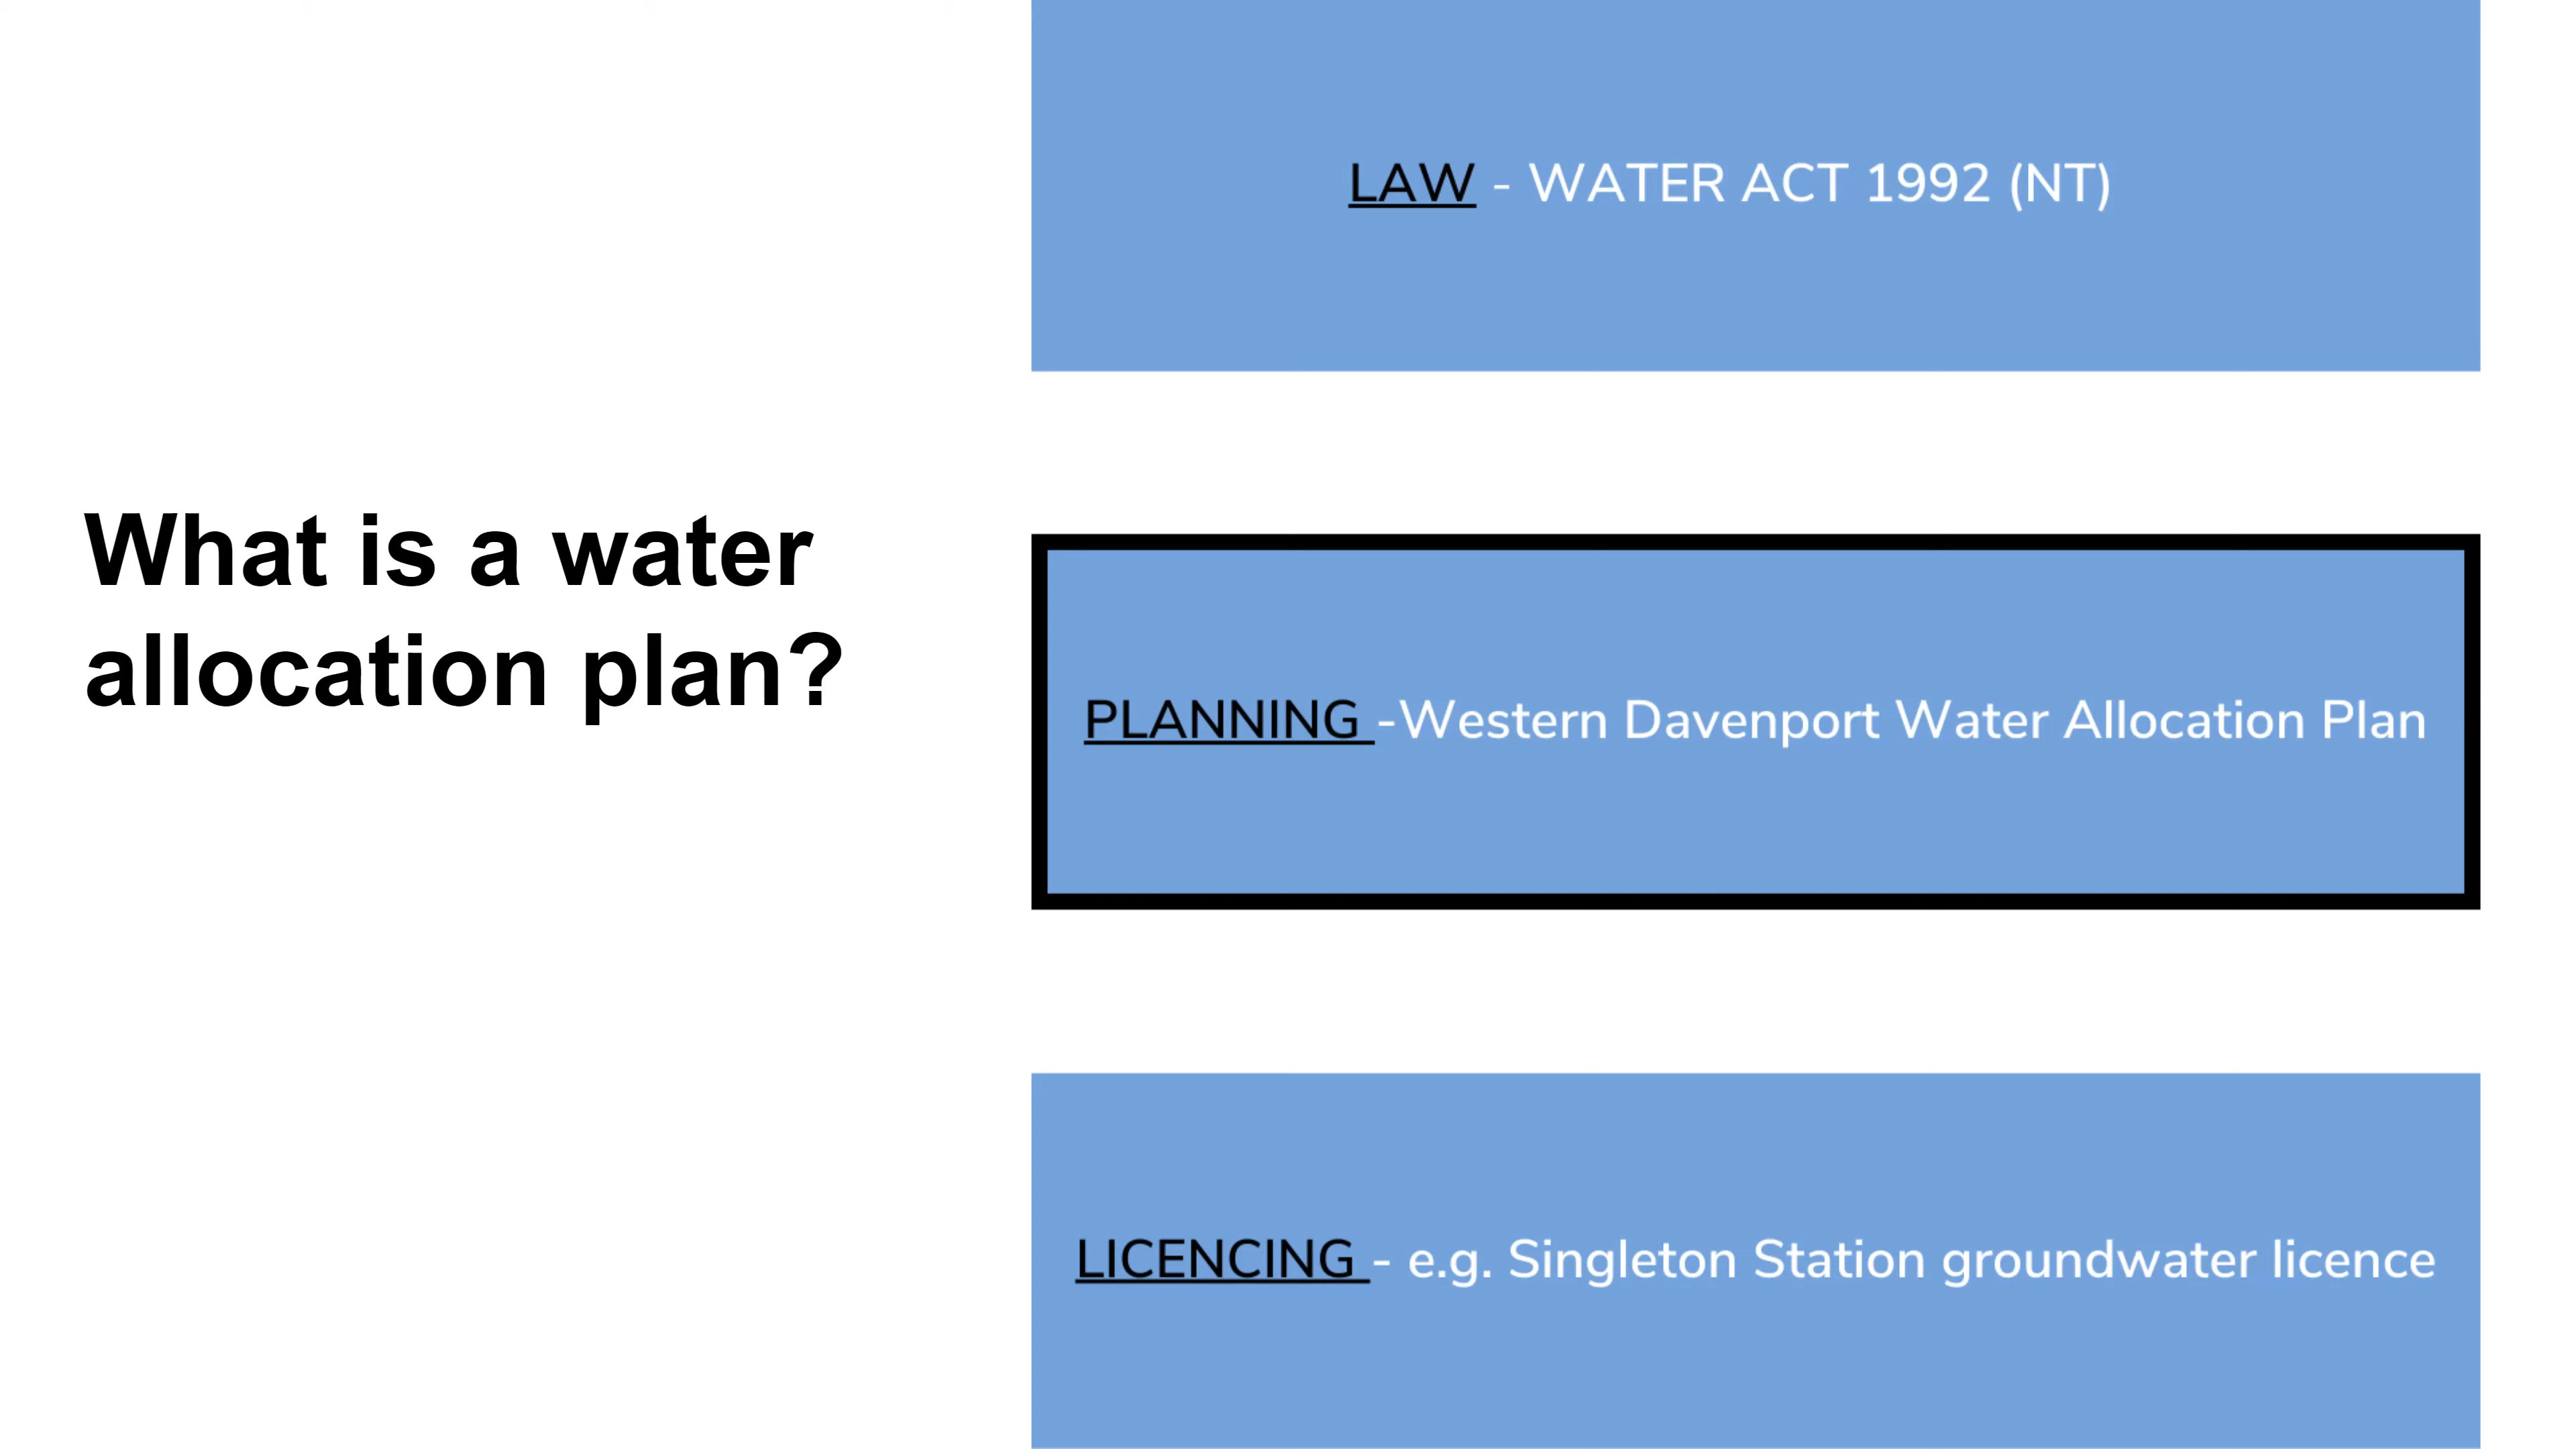 What is a water
allocation plan?
LAW - WATER ACT 1992 (NT)
PLANNING -Western Davenport Water Allocation Plan
LICENCING - e.g. Singleton Station groundwater licence